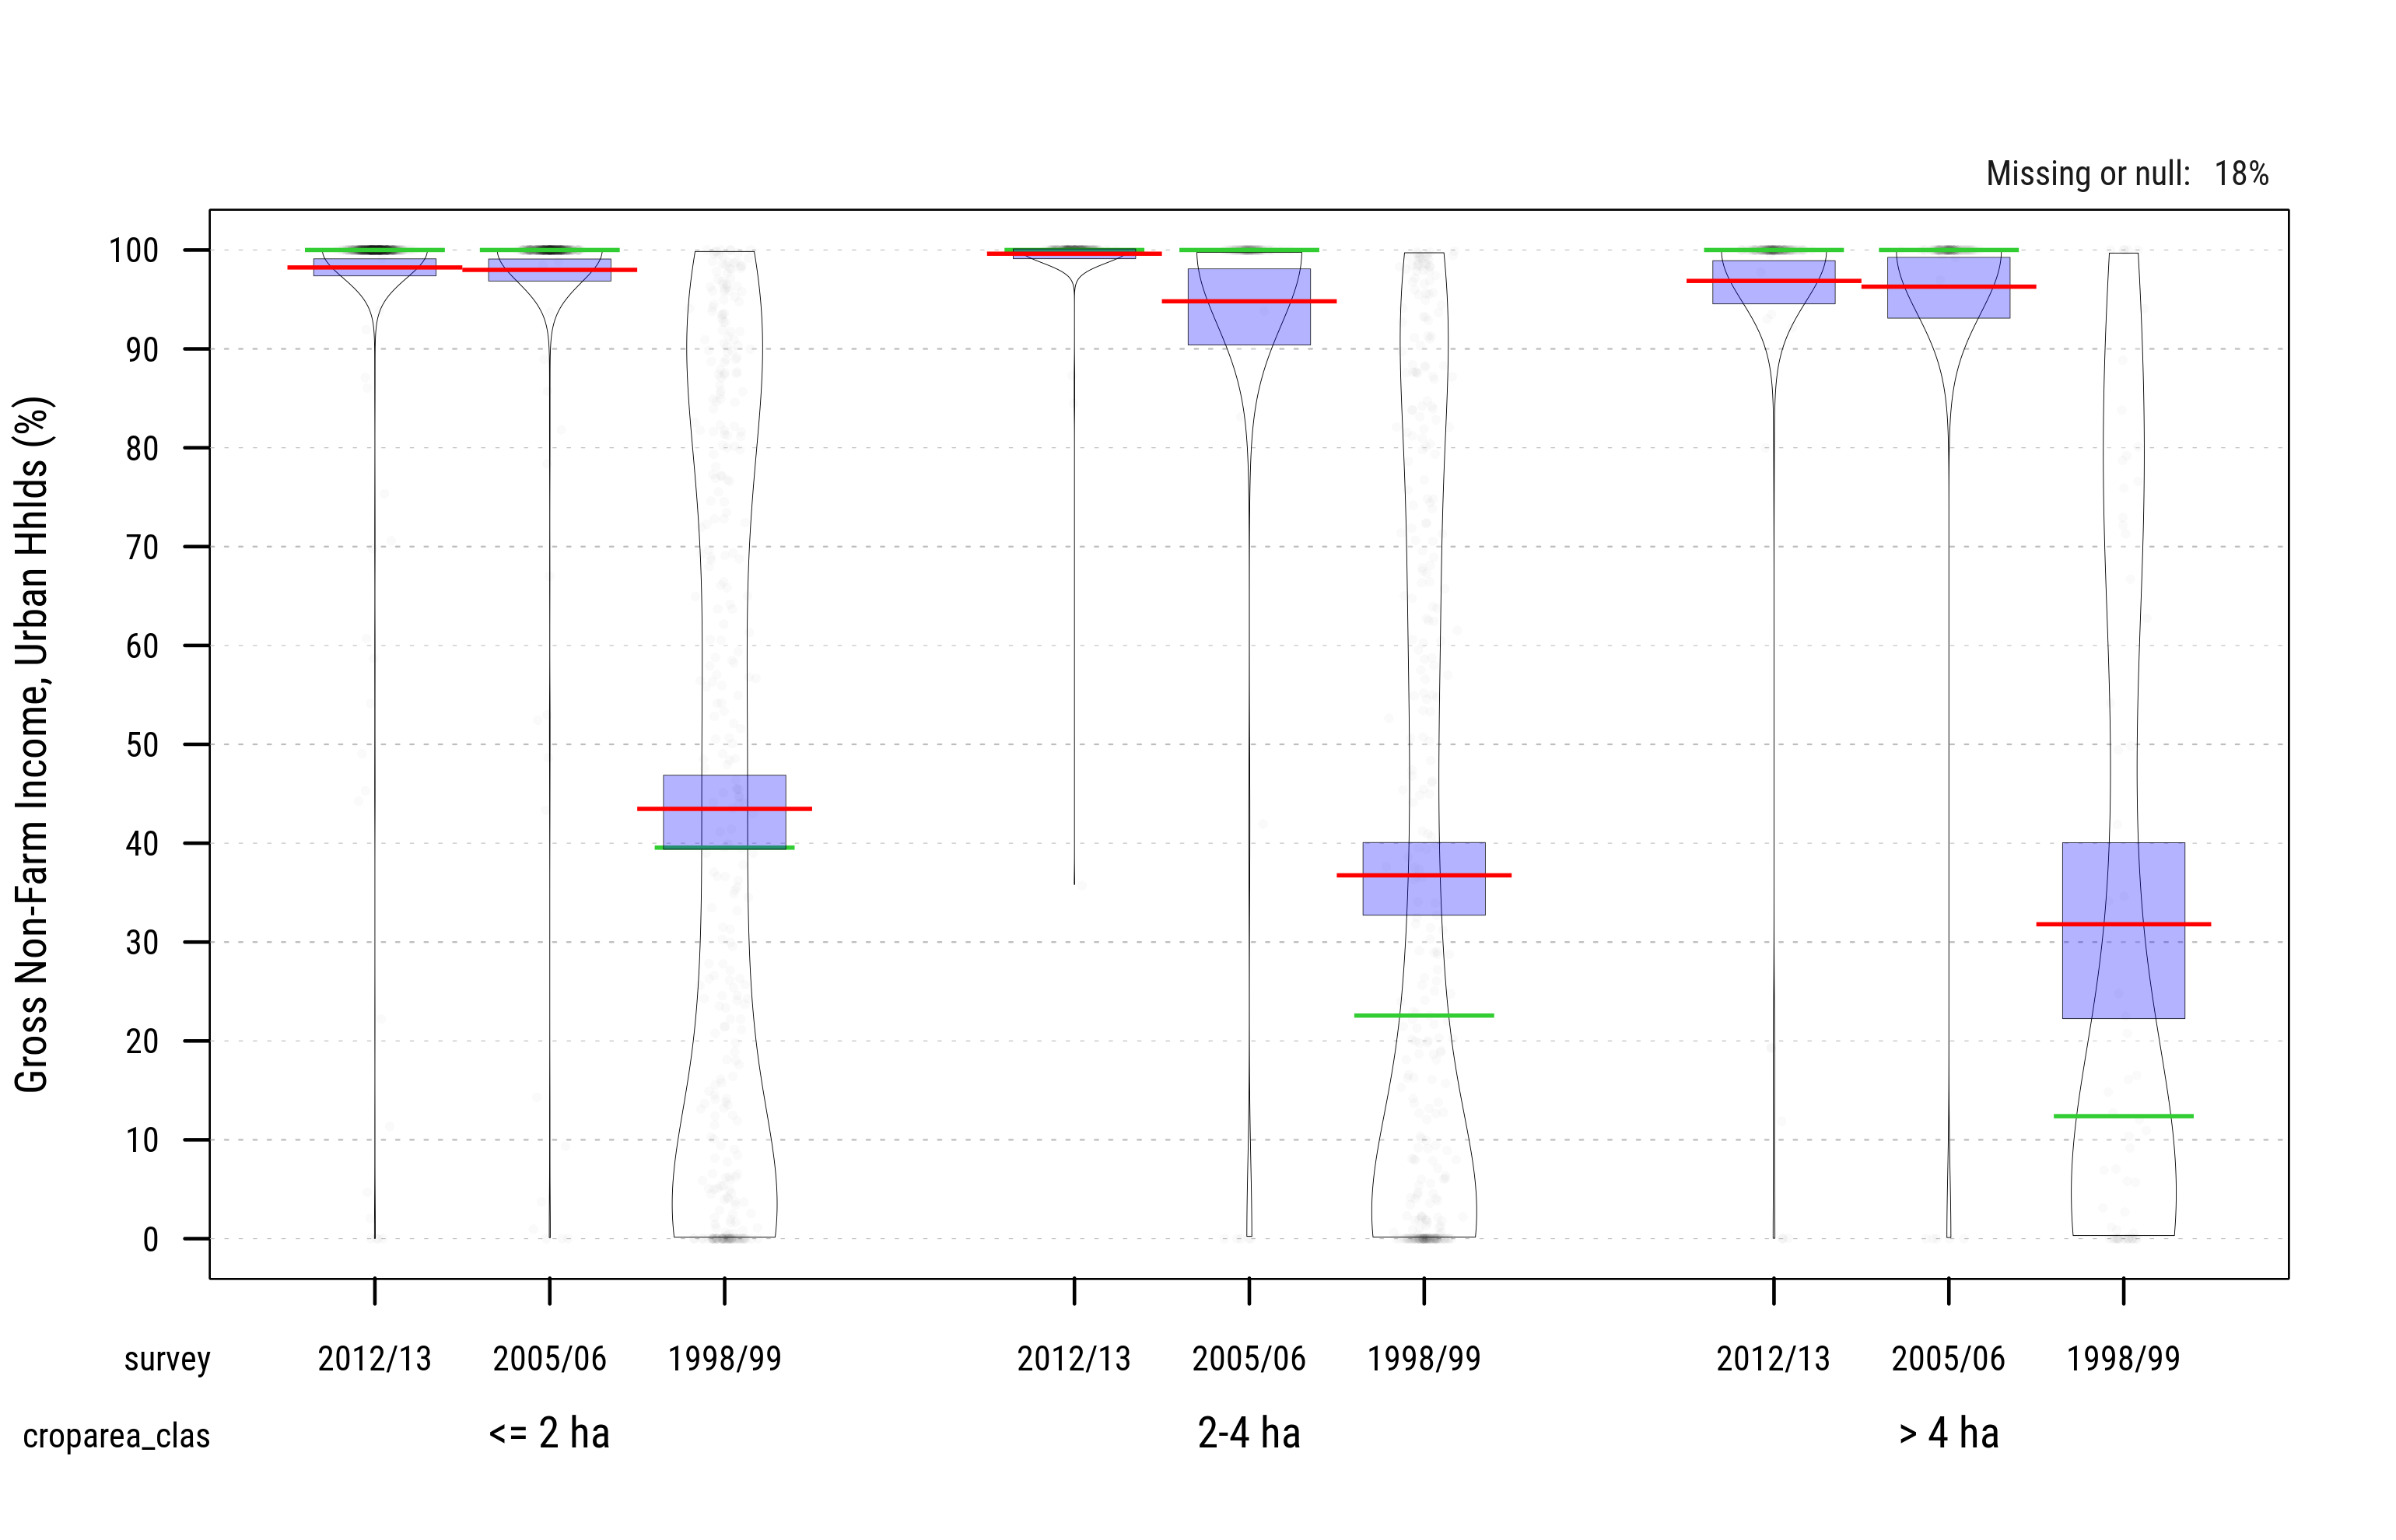 Missing or null: 18%
Gross Non-Farm Income, Urban Hhlds (%)
100
90
80
70
60
50
40
30
20
10
0
survey 2012/13 2005/06 1998/99 2012/13 2005/06 1998/99 2012/13 2005/06 1998/99
croparea_clas <= 2 ha 2-4 ha > 4 ha